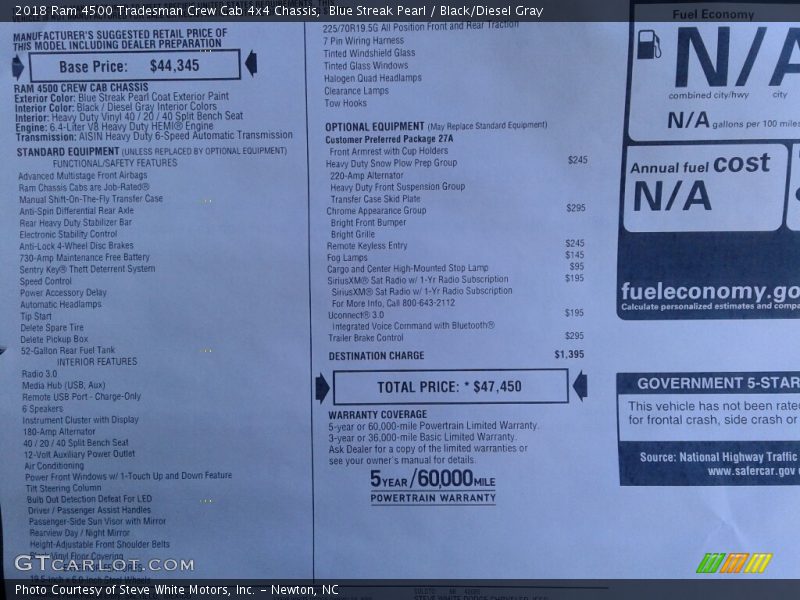 2018 Ram 4500 Tradesman Crew Cab 4x4 Chassis, Blue Streak Pearl / Black/Diesel Gray
MANUFACTURER'S SUGGESTED RETAIL PRICE OF
THIS MODEL INCLUDING DEALER PREPARATION
Base Price: $44,345
RAM 4500 CREW CAB CHASSIS
Exterior Color: Blue Streak Pearl Coat Exterior Paint
Interior Color: Black / Diesel Gray Interior Colors
Interior: Heavy Duty Vinyl 40 / 20 / 40 Split Bench Seat
Engine: 6.4-Liter V8 Heavy Duty HEMI® Engine
Transmission: AISIN Heavy Duty 6-Speed Automatic Transmission
STANDARD EQUIPMENT (UNLESS REPLACED BY OPTIONAL EQUIPMENT)
FUNCTIONAL/SAFETY FEATURES
Advanced Multistage Front Airbags
Ram Chassis Cabs are Job-Rated®
Manual Shift-On-The-Fly Transfer Case
Anti-Spin Differential Rear Axle
Rear Heavy Duty Stabilizer Bar
Electronic Stability Control
Anti-Lock 4-Wheel Disc Brakes
730-Amp Maintenance Free Battery
Sentry Key® Theft Deterrent System
Speed Control
Power Accessory Delay
Automatic Headlamps
Tip Start
Delete Spare Tire
Delete Pickup Box
52-Gallon Rear Fuel Tank
INTERIOR FEATURES
Radio 3.0
Media Hub (USB, Aux)
Remote USB Port - Charge-Only
6 Speakers
Instrument Cluster with Display
180-Amp Alternator
40 / 20 / 40 Split Bench Seat
12-Volt Auxiliary Power Outlet
Air Conditioning
Power Front Windows w/ 1-Touch Up and Down Feature
Tilt Steering Column
Bulb Out Detection Defeat For LED
Driver / Passenger Assist Handles
Passenger-Side Sun Visor with Mirror
Rearview Day / Night Mirror
Height-Adjustable Front Shoulder Belts
Black Vinyl Floor Covering
225/70R19.5G All Position Front and Rear Traction
7 Pin Wiring Harness
Tinted Windshield Glass
Tinted Glass Windows
Halogen Quad Headlamps
Clearance Lamps
Tow Hooks
OPTIONAL EQUIPMENT (May Replace Standard Equipment)
Customer Preferred Package 27A
Front Armrest with Cup Holders
Heavy Duty Snow Plow Prep Group $245
220-Amp Alternator
Heavy Duty Front Suspension Group
Transfer Case Skid Plate
Chrome Appearance Group $295
Bright Front Bumper
Bright Grille
Remote Keyless Entry $245
Fog Lamps $145
Cargo and Center High-Mounted Stop Lamp $95
SiriusXM® Sat Radio w/ 1-Yr Radio Subscription $195
SiriusXM® Sat Radio w/ 1-Yr Radio Subscription
For More Info, Call 800-643-2112
Uconnect® 3.0 $195
Integrated Voice Command with Bluetooth®
Trailer Brake Control $295
DESTINATION CHARGE $1,395
TOTAL PRICE: * $47,450
WARRANTY COVERAGE
5-year or 60,000-mile Powertrain Limited Warranty.
3-year or 36,000-mile Basic Limited Warranty.
Ask Dealer for a copy of the limited warranties or
see your owner's manual for details.
5YEAR/60,000MILE
POWERTRAIN WARRANTY
Fuel Economy
N/A
combined city/hwy city
N/A gallons per 100 miles
Annual fuel cost
N/A
fueleconomy.go
Calculate personalized estimates and compa
GOVERNMENT 5-STAR
This vehicle has not been rated
for frontal crash, side crash or
Source: National Highway Traffic
www.safercar.gov
GTcarlot.com
Photo Courtesy of Steve White Motors, Inc. – Newton, NC